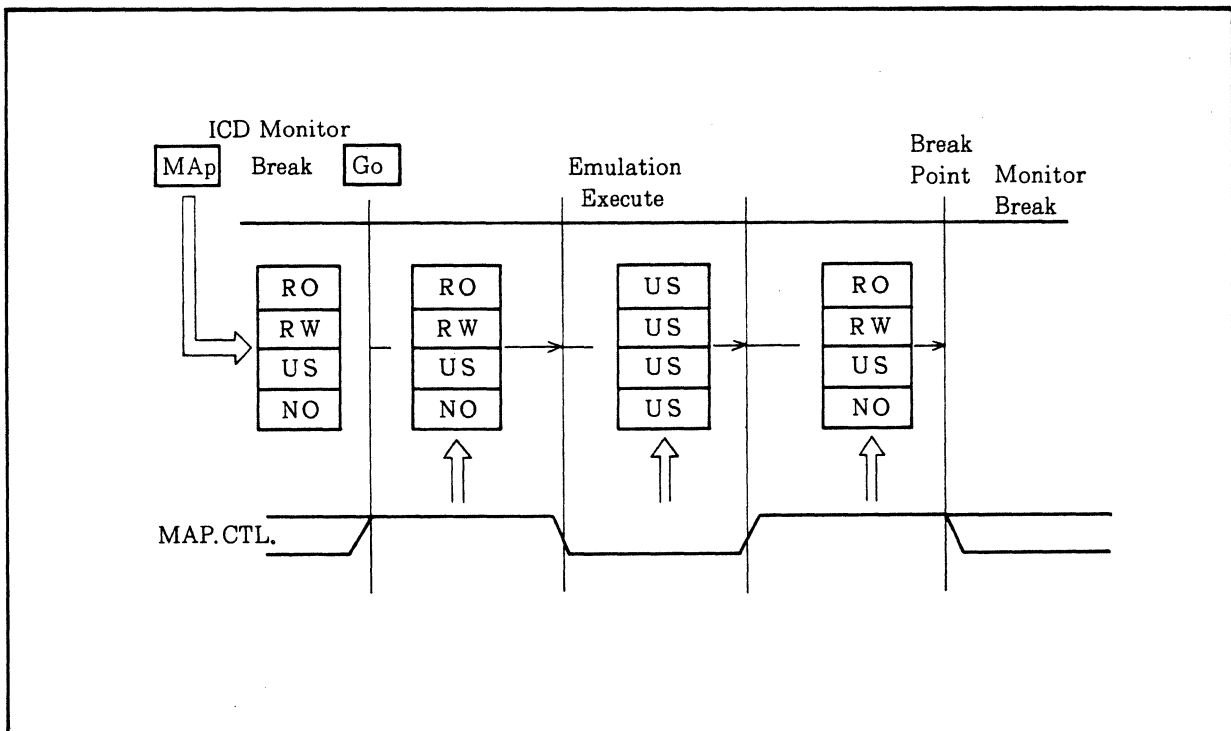 ICD Monitor
MAp Break Go
Emulation
Execute
Break
Point
Monitor
Break
RO RO US RO
RW RW US RW
US US US US
NO NO US NO
MAP.CTL.